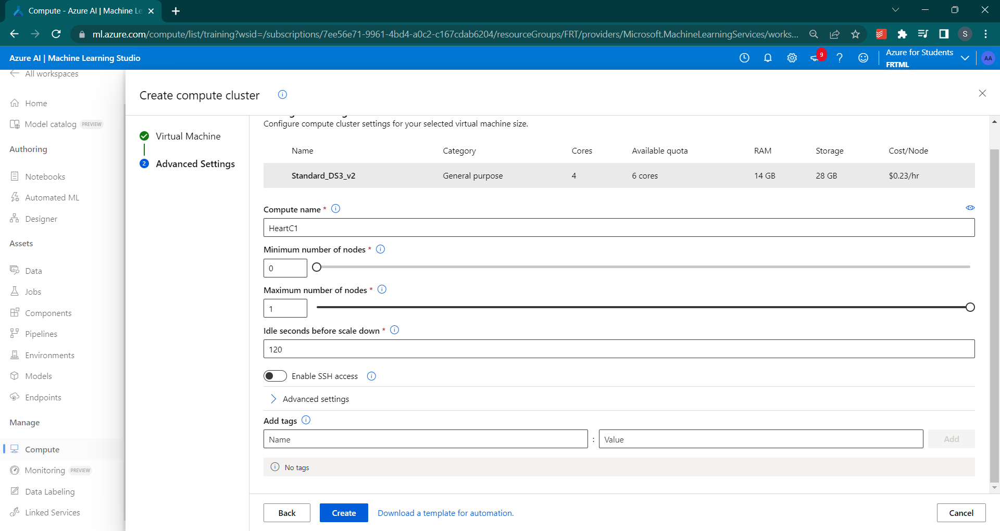 Compute - Azure AI | Machine Le
ml.azure.com/compute/list/training?wsid=/subscriptions/7ee56e71-9961-4bd4-a0c2-c167cdab6204/resourceGroups/FRT/providers/Microsoft.MachineLearningServices/works...
S
Azure AI | Machine Learning Studio
9
Azure for Students
FRTML
AA
All workspaces
Home
Model catalog PREVIEW
Authoring
Notebooks
Automated ML
Designer
Assets
Data
Jobs
Components
Pipelines
Environments
Models
Endpoints
Manage
Compute
Monitoring PREVIEW
Data Labeling
Linked Services
Create compute cluster
Virtual Machine
2 Advanced Settings
Configure compute cluster settings for your selected virtual machine size.
Name Category Cores Available quota RAM Storage Cost/Node
Standard_DS3_v2 General purpose 4 6 cores 14 GB 28 GB $0.23/hr
Compute name *
HeartC1
Minimum number of nodes *
0
Maximum number of nodes *
1
Idle seconds before scale down *
120
Enable SSH access
Advanced settings
Add tags
Name : Value Add
No tags
Back Create Download a template for automation. Cancel